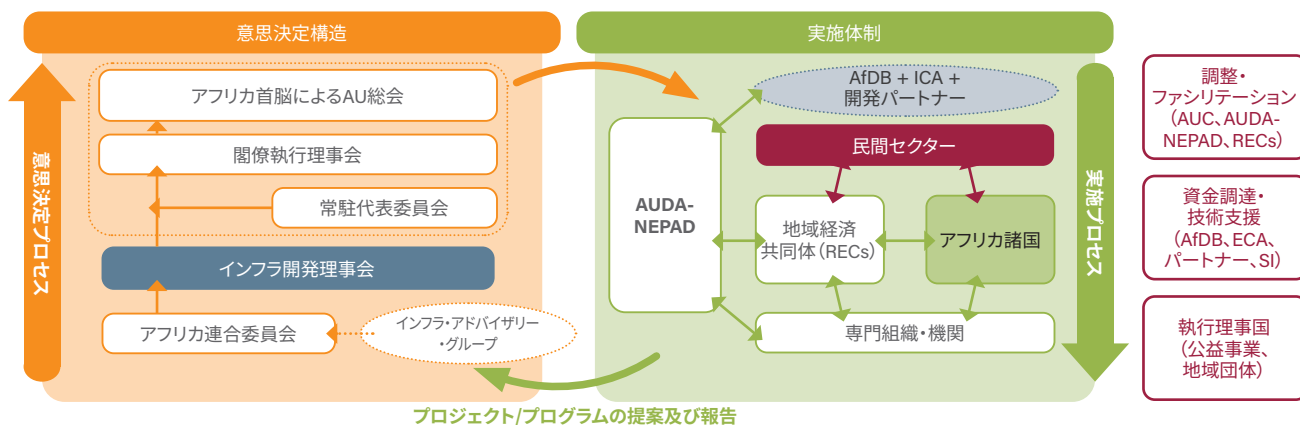 意思決定構造
意思決定プロセス
アフリカ首脳によるAU総会
閣僚執行理事会
常駐代表委員会
インフラ開発理事会
アフリカ連合委員会
インフラ・アドバイザリー
・グループ
実施体制
AfDB + ICA +
開発パートナー
民間セクター
AUDA-
NEPAD
地域経済
共同体（RECs）
アフリカ諸国
専門組織・機関
実施プロセス
プロジェクト/プログラムの提案及び報告
調整・
ファシリテーション
（AUC、AUDA-
NEPAD、RECs）
資金調達・
技術支援
（AfDB、ECA、
パートナー、SI）
執行理事国
（公益事業、
地域団体）